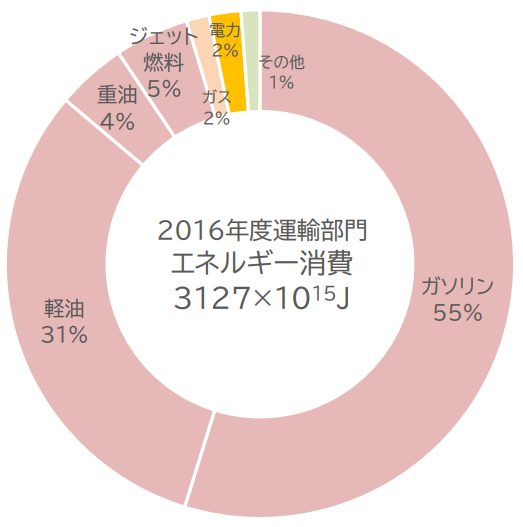 ジェット
燃料
5%
電力
2%
その他
1%
重油
4%
ガス
2%
2016年度運輸部門
エネルギー消費
3127×10¹⁵J
ガソリン
55%
軽油
31%